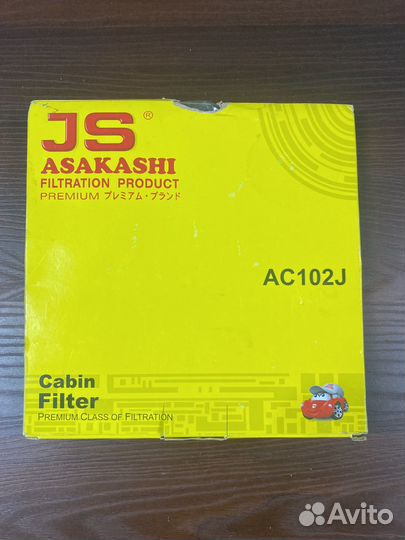 JS®
ASAKASHI
FILTRATION PRODUCT
PREMIUM プレミアム・ブランド
AC102J
Cabin
Filter
PREMIUM CLASS OF FILTRATION
Avito